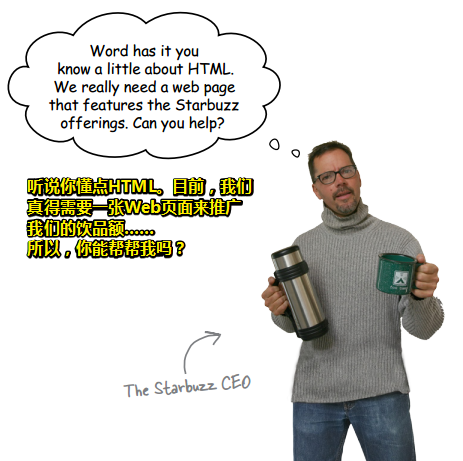 Word has it you
know a little about HTML.
We really need a web page
that features the Starbuzz
offerings. Can you help?
听说你懂点HTML。目前，我们
真得需要一张Web页面来推广
我们的饮品额……
所以，你能帮帮我吗？
The Starbuzz CEO